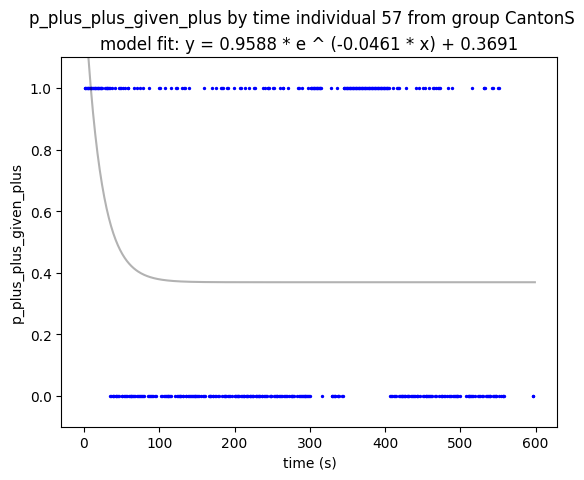 p_plus_plus_given_plus by time individual 57 from group CantonS
model fit: y = 0.9588 * e ^ (-0.0461 * x) + 0.3691
1.0
0.8
0.6
0.4
0.2
0.0
p_plus_plus_given_plus
0 100 200 300 400 500 600
time (s)